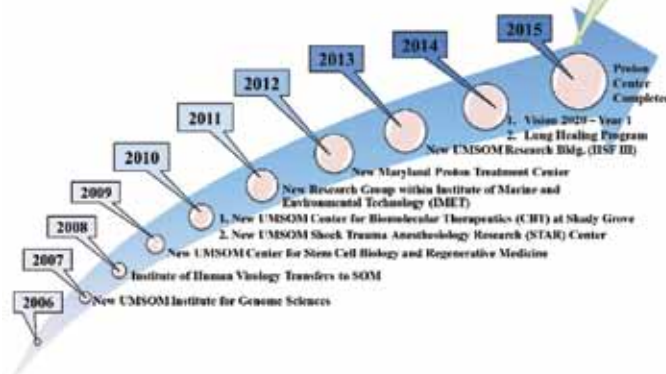 2015
Proton
Center
Completed
2014
1. Vision 2020 – Year 1
2. Lung Healing Program
2013
New UMSOM Research Bldg. (HSF III)
2012
New Maryland Proton Treatment Center
2011
New Research Group within Institute of Marine and
Environmental Technology (IMET)
2010
1, New UMSOM Center for Biomolecular Therapeutics (CBT) at Shady Grove
2. New UMSOM Shock Trauma Anesthesiology Research (STAR) Center
2009
New UMSOM Center for Stem Cell Biology and Regenerative Medicine
2008
Institute of Human Virology Transfers to SOM
2007
New UMSOM Institute for Genome Sciences
2006